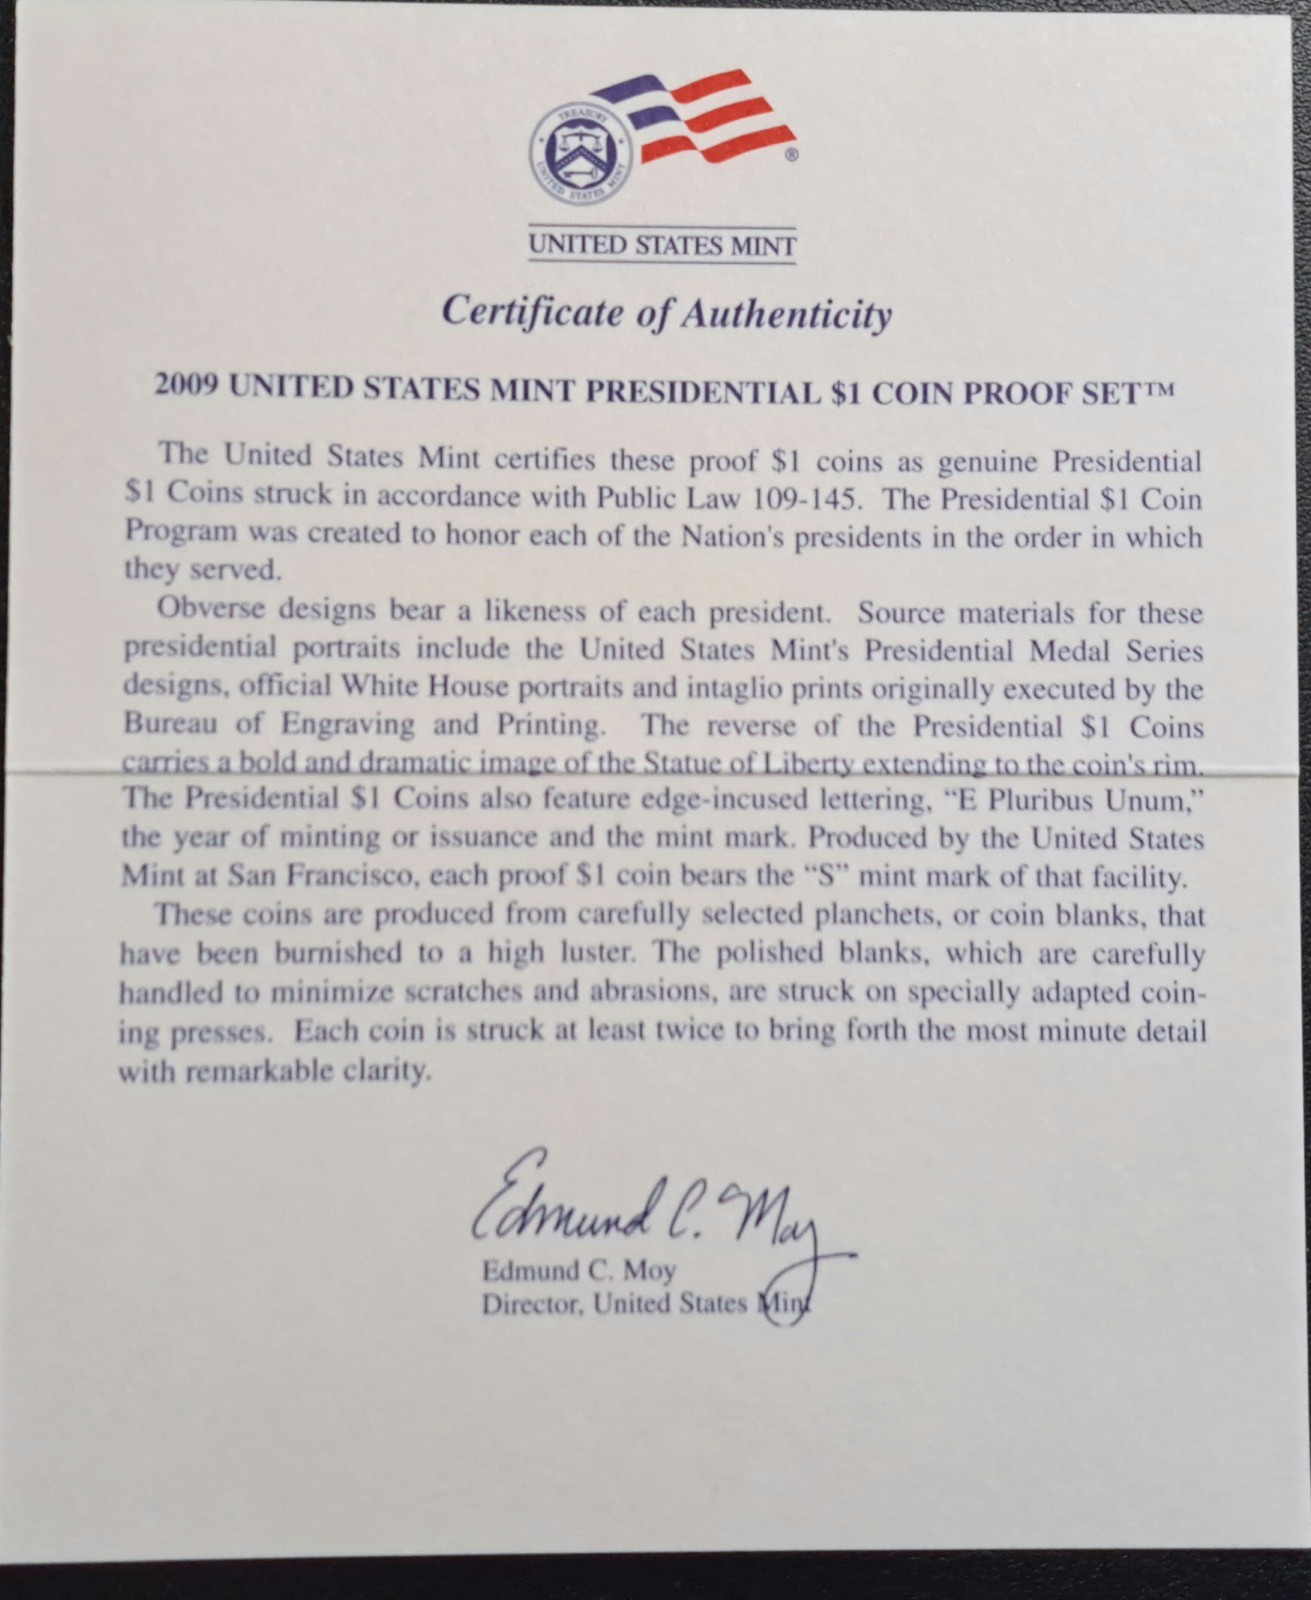 TREASURY
UNITED STATES MINT
®
UNITED STATES MINT
Certificate of Authenticity
2009 UNITED STATES MINT PRESIDENTIAL $1 COIN PROOF SET™
The United States Mint certifies these proof $1 coins as genuine Presidential
$1 Coins struck in accordance with Public Law 109-145. The Presidential $1 Coin
Program was created to honor each of the Nation's presidents in the order in which
they served.
Obverse designs bear a likeness of each president. Source materials for these
presidential portraits include the United States Mint's Presidential Medal Series
designs, official White House portraits and intaglio prints originally executed by the
Bureau of Engraving and Printing. The reverse of the Presidential $1 Coins
carries a bold and dramatic image of the Statue of Liberty extending to the coin's rim.
The Presidential $1 Coins also feature edge-incused lettering, “E Pluribus Unum,”
the year of minting or issuance and the mint mark. Produced by the United States
Mint at San Francisco, each proof $1 coin bears the “S” mint mark of that facility.
These coins are produced from carefully selected planchets, or coin blanks, that
have been burnished to a high luster. The polished blanks, which are carefully
handled to minimize scratches and abrasions, are struck on specially adapted coin-
ing presses. Each coin is struck at least twice to bring forth the most minute detail
with remarkable clarity.
Edmund C. Moy
Edmund C. Moy
Director, United States Mint